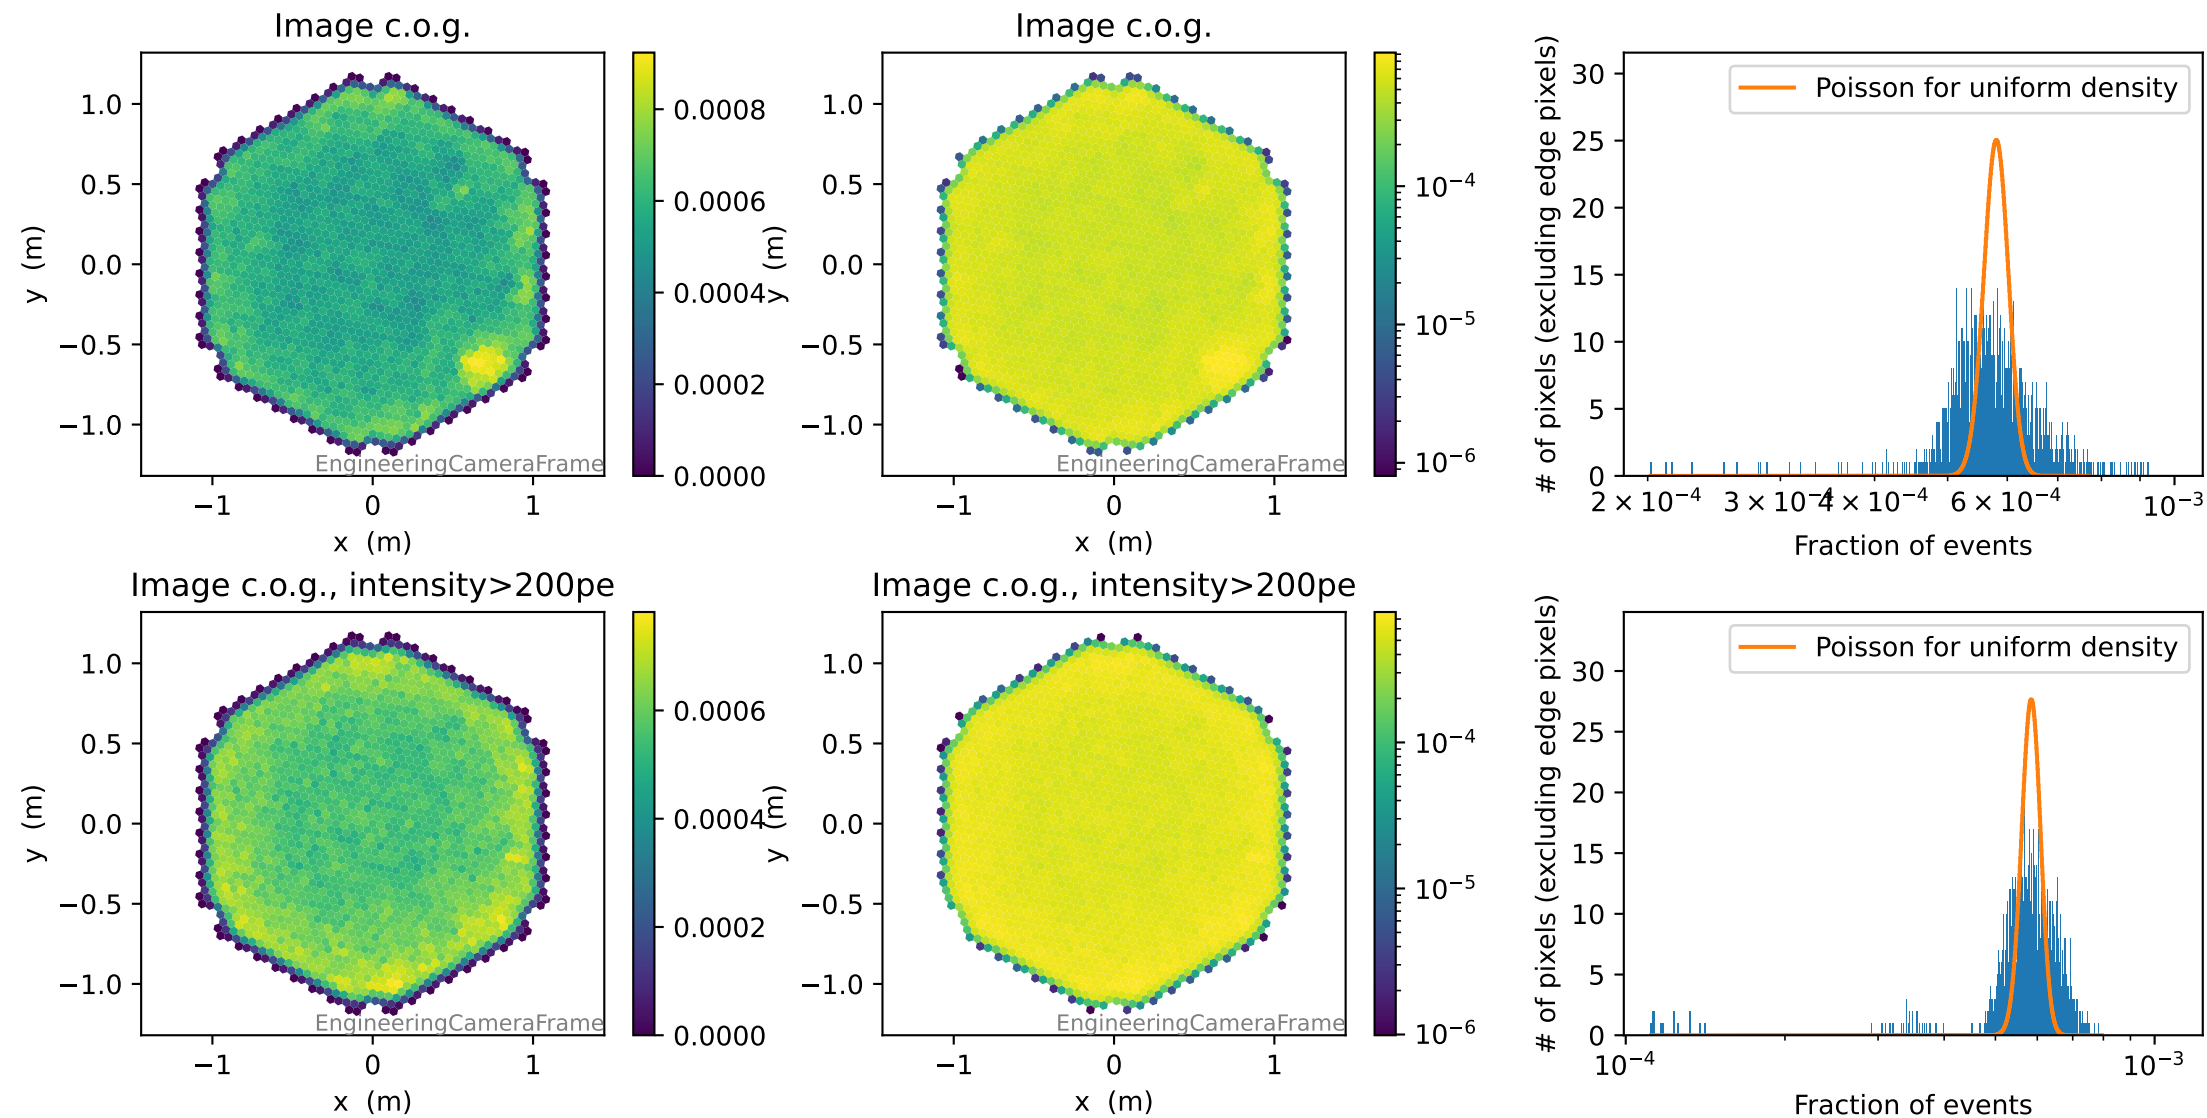 Image c.o.g.
1.0
0.5
0.0
−0.5
−1.0
y (m)
−1
0
1
x (m)
EngineeringCameraFrame
0.0008
0.0006
0.0004
0.0002
0.0000
Image c.o.g.
1.0
0.5
0.0
−0.5
−1.0
y (m)
−1
0
1
x (m)
EngineeringCameraFrame
10⁻⁴
10⁻⁵
10⁻⁶
Poisson for uniform density
30
25
20
15
10
5
0
# of pixels (excluding edge pixels)
2 × 10⁻⁴
3 × 10⁻⁴
4 × 10⁻⁴
6 × 10⁻⁴
10⁻³
Fraction of events
Image c.o.g., intensity>200pe
1.0
0.5
0.0
−0.5
−1.0
y (m)
−1
0
1
x (m)
EngineeringCameraFrame
0.0006
0.0004
0.0002
0.0000
Image c.o.g., intensity>200pe
1.0
0.5
0.0
−0.5
−1.0
y (m)
−1
0
1
x (m)
EngineeringCameraFrame
10⁻⁴
10⁻⁵
10⁻⁶
Poisson for uniform density
30
25
20
15
10
5
0
# of pixels (excluding edge pixels)
10⁻⁴
10⁻³
Fraction of events